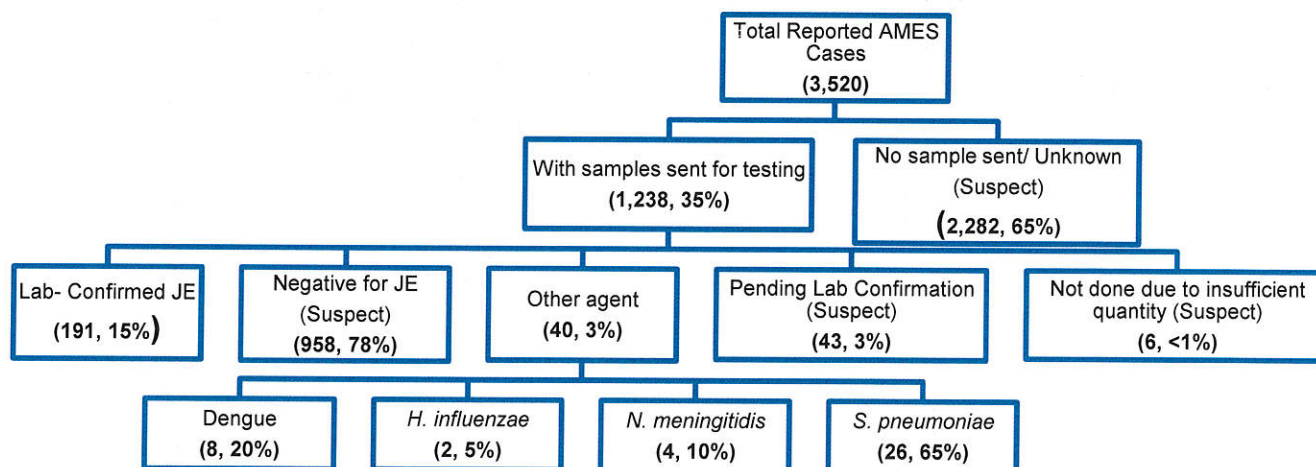 Total Reported AMES
Cases
(3,520)
With samples sent for testing
(1,238, 35%)
No sample sent/ Unknown
(Suspect)
(2,282, 65%)
Lab- Confirmed JE
(191, 15%)
Negative for JE
(Suspect)
(958, 78%)
Other agent
(40, 3%)
Pending Lab Confirmation
(Suspect)
(43, 3%)
Not done due to insufficient
quantity (Suspect)
(6, <1%)
Dengue
(8, 20%)
H. influenzae
(2, 5%)
N. meningitidis
(4, 10%)
S. pneumoniae
(26, 65%)